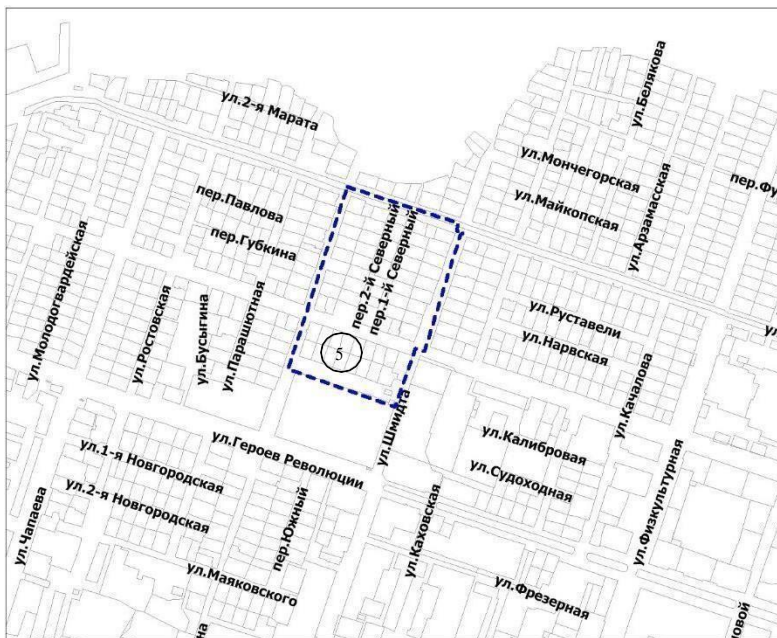 ул.Белякова
ул.2-я Марата
ул.Мончегорская
пер.Павлова
ул.Майкопская
ул.Арзамасская
пер.Губкина
пер.2-й Северный
пер.1-й Северный
ул.Молодогвардейская
ул.Ростовская
ул.Бусыгина
ул.Парашютная
ул.Руставели
ул.Нарвская
5
ул.Качалова
ул.Шмидта
ул.Героев Революции
ул.Калибровая
ул.Судоходная
ул.1-я Новгородская
ул.2-я Новгородская
ул.Чапаева
пер.Южный
ул.Каховская
ул.Физкультурная
ул.Маяковского
ул.Фрезерная